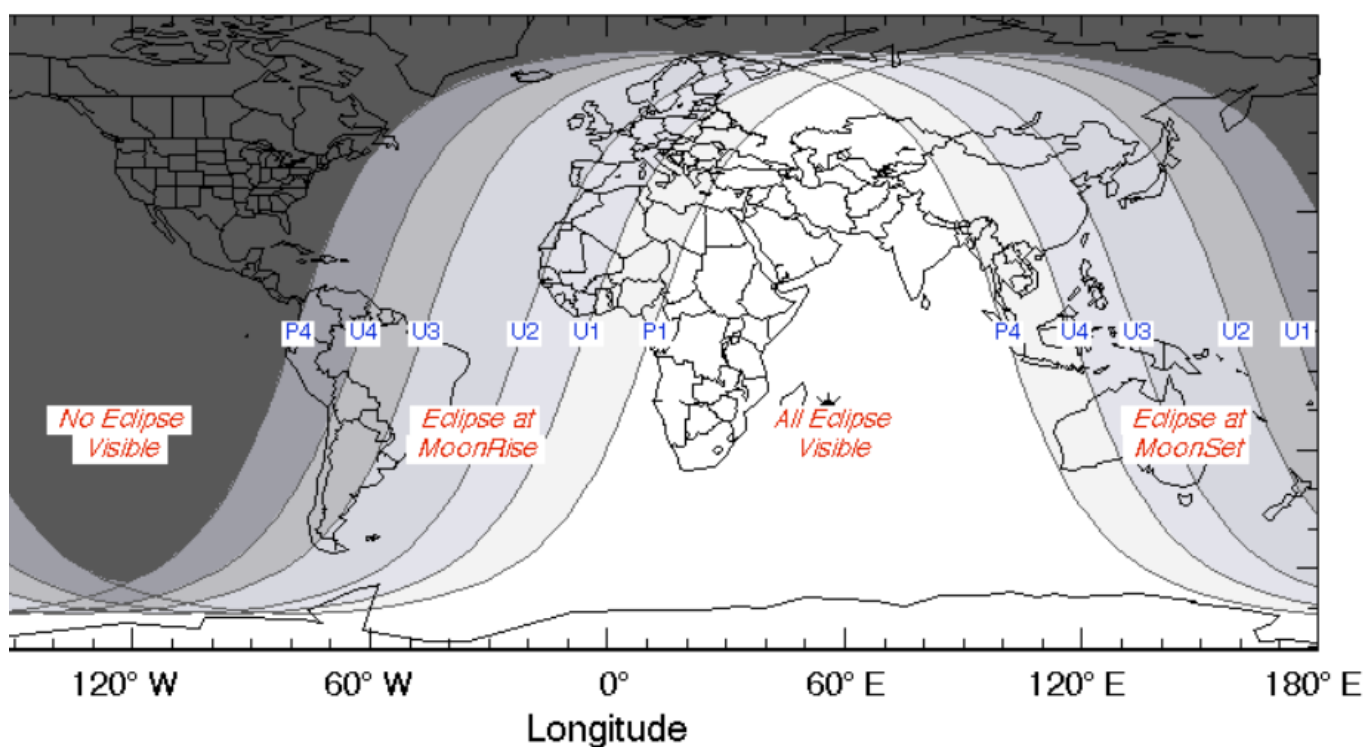 P4 U4 U3 U2 U1 P1 P4 U4 U3 U2 U1
No Eclipse
Visible
Eclipse at
MoonRise
All Eclipse
Visible
Eclipse at
MoonSet
120° W 60° W 0° 60° E 120° E 180° E
Longitude